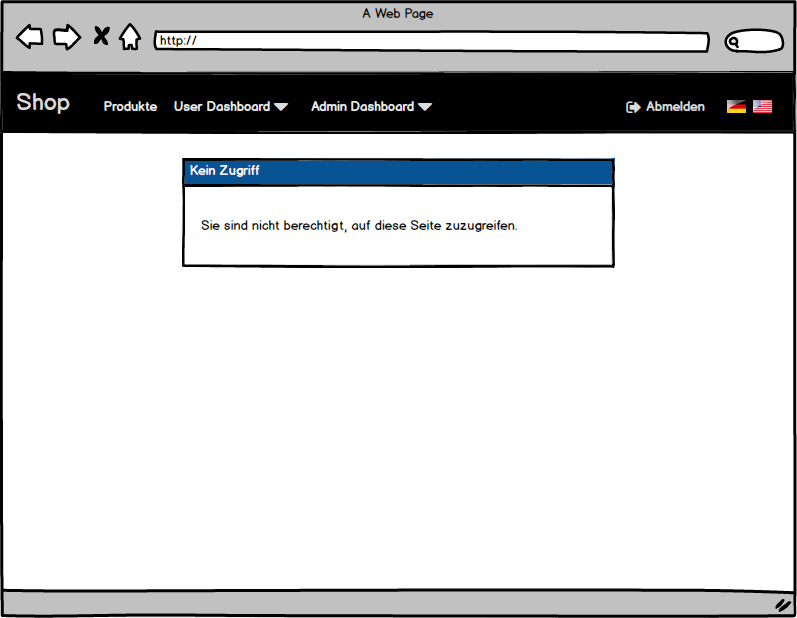 A Web Page
http://
Shop Produkte User Dashboard Admin Dashboard Abmelden
Kein Zugriff
Sie sind nicht berechtigt, auf diese Seite zuzugreifen.